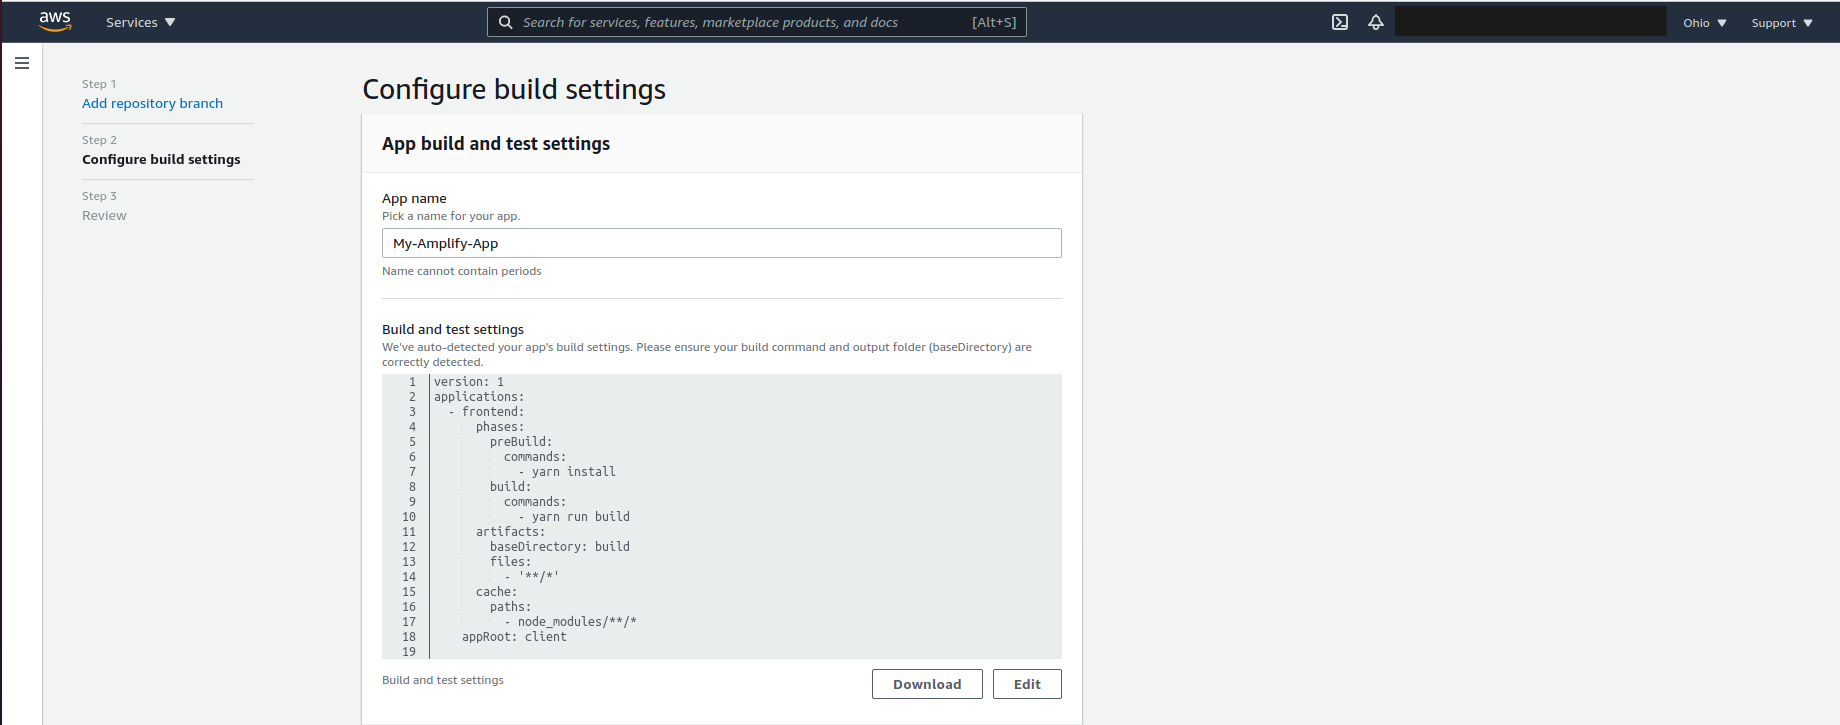 aws Services Search for services, features, marketplace products, and docs [Alt+S] Ohio Support
Step 1
Add repository branch
Step 2
Configure build settings
Step 3
Review
Configure build settings
App build and test settings
App name
Pick a name for your app.
My-Amplify-App
Name cannot contain periods
Build and test settings
We've auto-detected your app's build settings. Please ensure your build command and output folder (baseDirectory) are
correctly detected.
1 version: 1
2 applications:
3   - frontend:
4       phases:
5         preBuild:
6           commands:
7             - yarn install
8         build:
9           commands:
10             - yarn run build
11       artifacts:
12         baseDirectory: build
13         files:
14           - '**/*'
15       cache:
16         paths:
17           - node_modules/**/*
18     appRoot: client
19
Build and test settings Download Edit